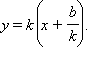 y = k(x + b/k).